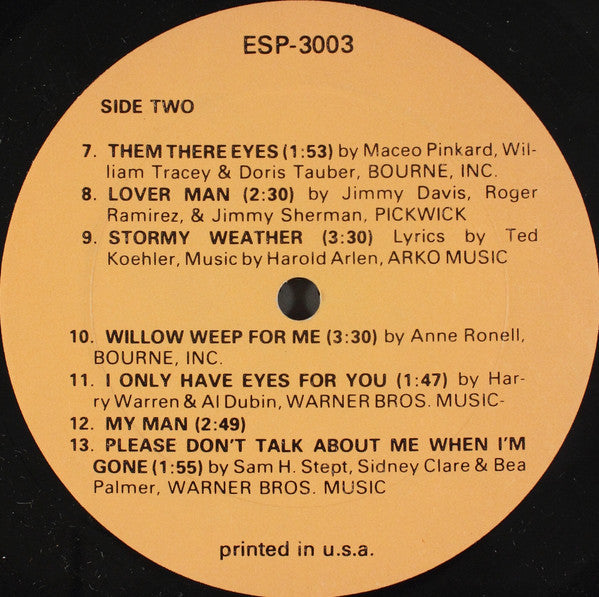 ESP-3003
SIDE TWO
7. THEM THERE EYES (1:53) by Maceo Pinkard, Wil-
liam Tracey & Doris Tauber, BOURNE, INC.
8. LOVER MAN (2:30) by Jimmy Davis, Roger
Ramirez, & Jimmy Sherman, PICKWICK
9. STORMY WEATHER (3:30) Lyrics by Ted
Koehler, Music by Harold Arlen, ARKO MUSIC
10. WILLOW WEEP FOR ME (3:30) by Anne Ronell,
BOURNE, INC.
11. I ONLY HAVE EYES FOR YOU (1:47) by Har-
ry Warren & Al Dubin, WARNER BROS. MUSIC-
12. MY MAN (2:49)
13. PLEASE DON'T TALK ABOUT ME WHEN I'M
GONE (1:55) by Sam H. Stept, Sidney Clare & Bea
Palmer, WARNER BROS. MUSIC
printed in u.s.a.